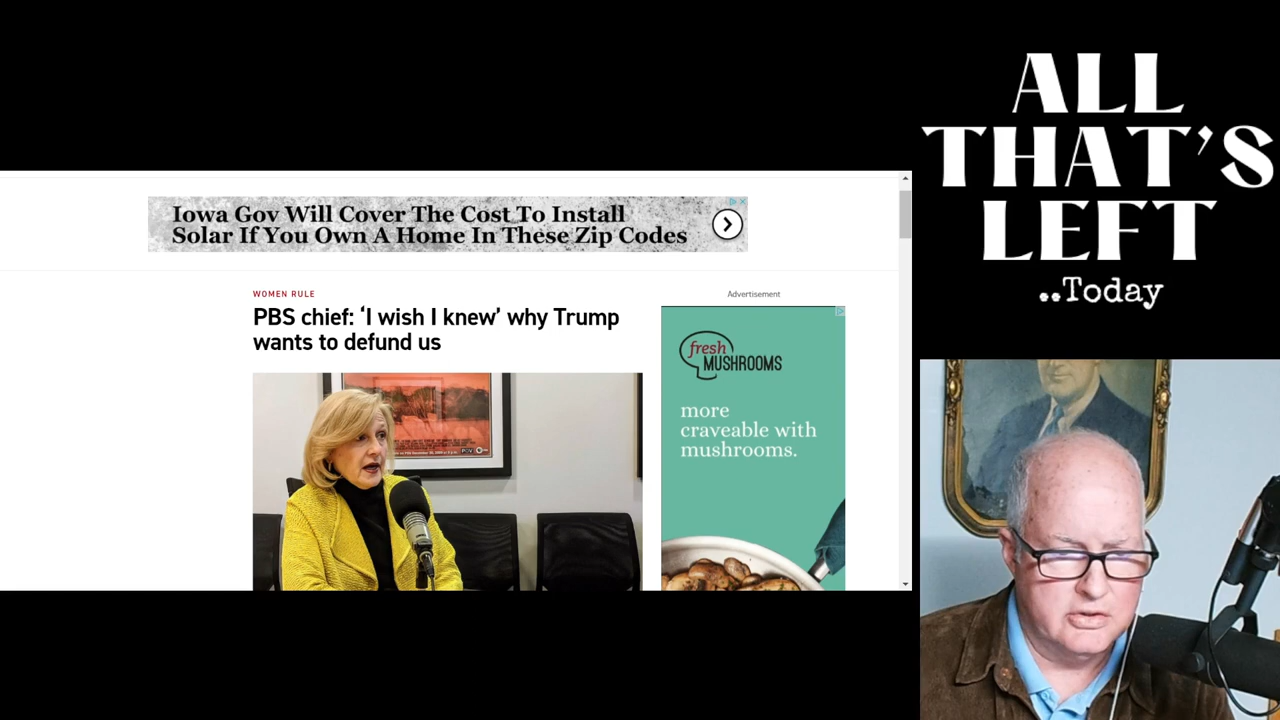 Iowa Gov Will Cover The Cost To Install
Solar If You Own A Home In These Zip Codes
WOMEN RULE
PBS chief: ‘I wish I knew’ why Trump
wants to defund us
Advertisement
fresh
MUSHROOMS
more
craveable with
mushrooms.
POV
ALL
THAT’S
LEFT
..Today